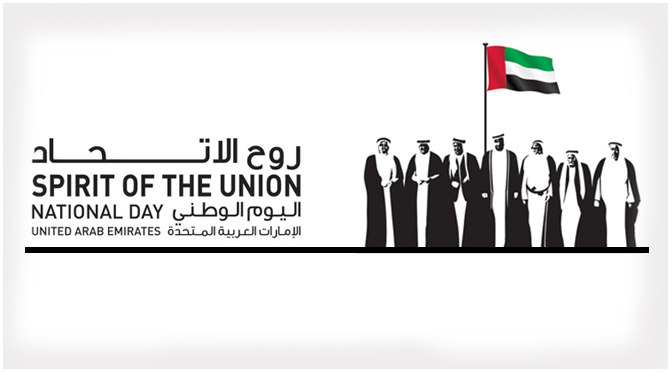 روح الاتحاد
SPIRIT OF THE UNION
NATIONAL DAY اليوم الوطني
UNITED ARAB EMIRATES الإمارات العربية المتحدة